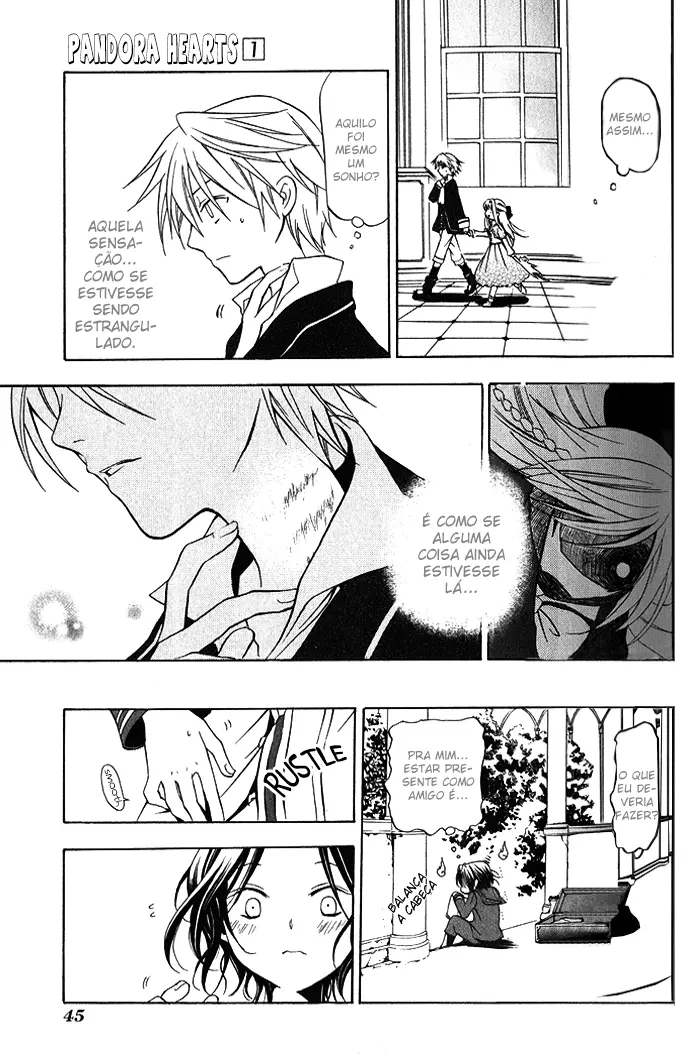 PANDORA HEARTS 1
MESMO
ASSIM...
AQUILO
FOI
MESMO
UM
SONHO?
AQUELA
SENSA-
ÇÃO...
COMO SE
ESTIVESSE
SENDO
ESTRANGU-
LADO.
É COMO SE
ALGUMA
COISA AINDA
ESTIVESSE
LÁ...
O QUE
EU DE-
VERIA
FAZER?
PRA MIM...
ESTAR PRE-
SENTE COMO
AMIGO É...
BALANÇA
A CABEÇA
RUSTLE
45